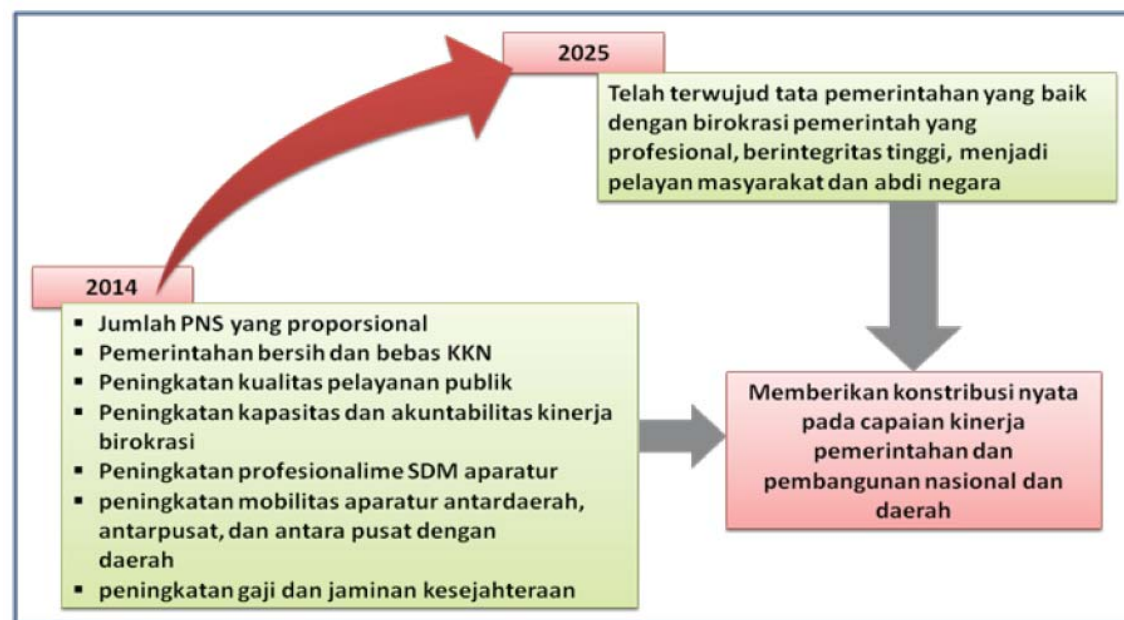 2025
Telah terwujud tata pemerintahan yang baik
dengan birokrasi pemerintah yang
profesional, berintegritas tinggi, menjadi
pelayan masyarakat dan abdi negara
2014
▪ Jumlah PNS yang proporsional
▪ Pemerintahan bersih dan bebas KKN
▪ Peningkatan kualitas pelayanan publik
▪ Peningkatan kapasitas dan akuntabilitas kinerja
birokrasi
▪ Peningkatan profesionalime SDM aparatur
▪ peningkatan mobilitas aparatur antardaerah,
antarpusat, dan antara pusat dengan
daerah
▪ peningkatan gaji dan jaminan kesejahteraan
Memberikan konstribusi nyata
pada capaian kinerja
pemerintahan dan
pembangunan nasional dan
daerah